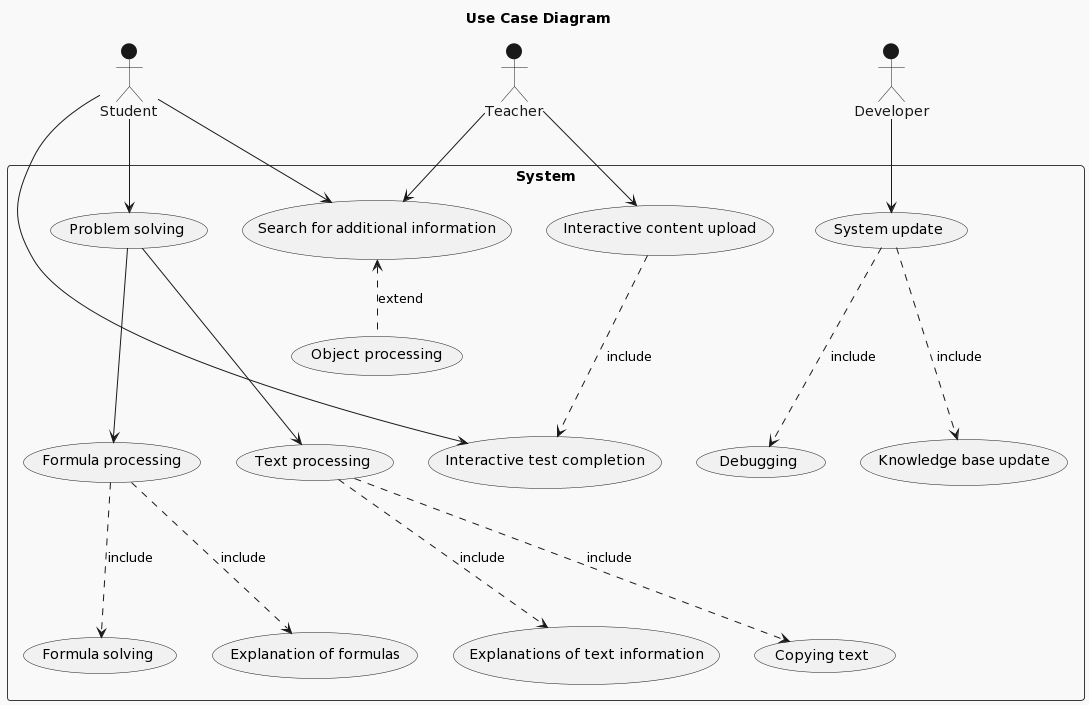 Use Case Diagram
Student
Teacher
Developer
System
Problem solving
Search for additional information
Interactive content upload
System update
extend
Object processing
include
include
include
Formula processing
Text processing
Interactive test completion
Debugging
Knowledge base update
include
include
include
include
Formula solving
Explanation of formulas
Explanations of text information
Copying text